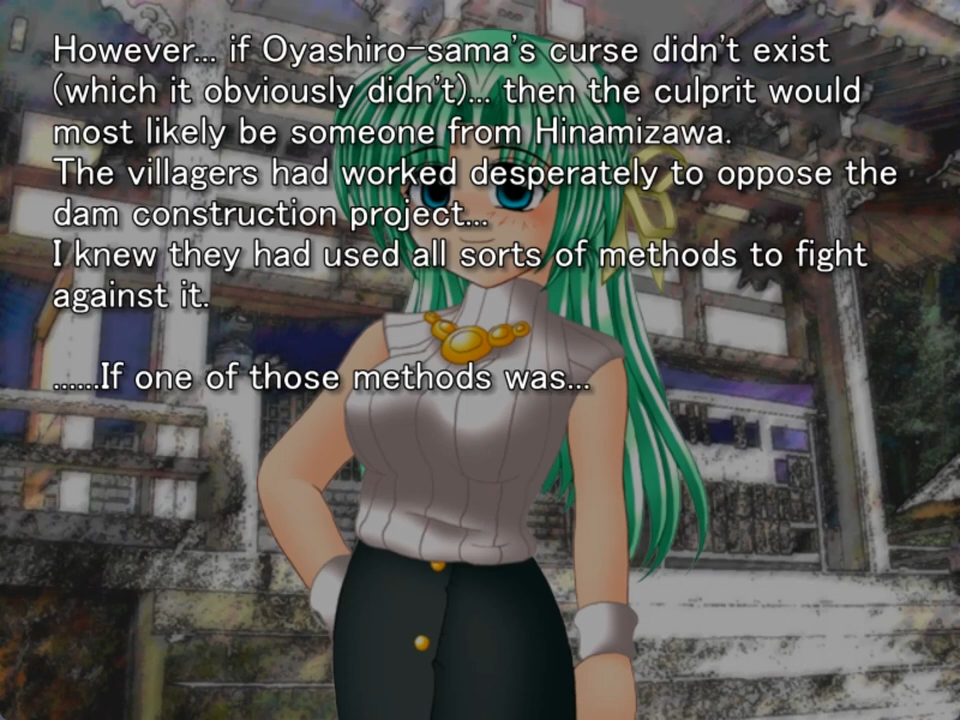 However... if Oyashiro-sama's curse didn't exist
(which it obviously didn't)... then the culprit would
most likely be someone from Hinamizawa.
The villagers had worked desperately to oppose the
dam construction project...
I knew they had used all sorts of methods to fight
against it.
......If one of those methods was...